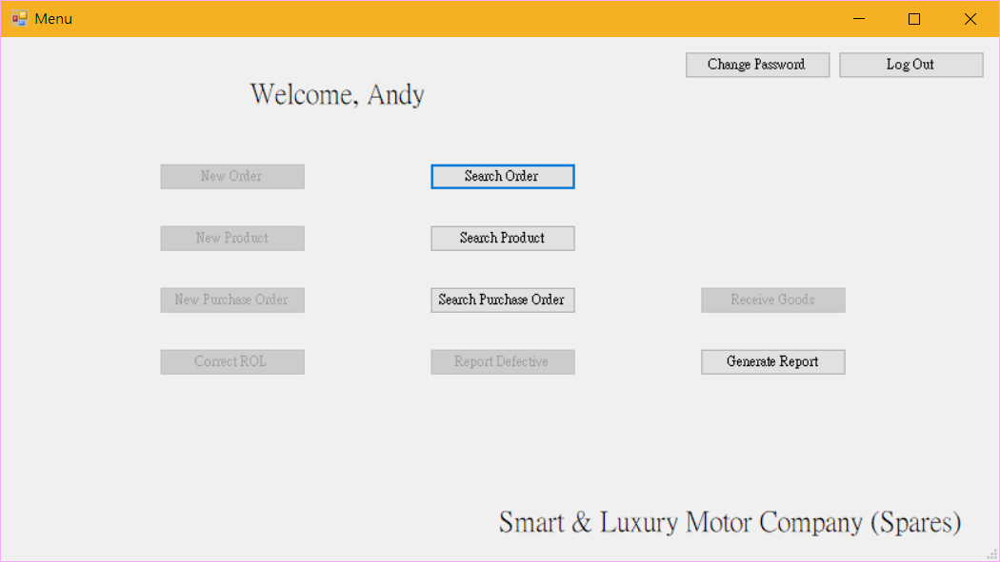 Menu
Change Password
Log Out
Welcome, Andy
New Order
Search Order
New Product
Search Product
New Purchase Order
Search Purchase Order
Receive Goods
Correct ROL
Report Defective
Generate Report
Smart & Luxury Motor Company (Spares)